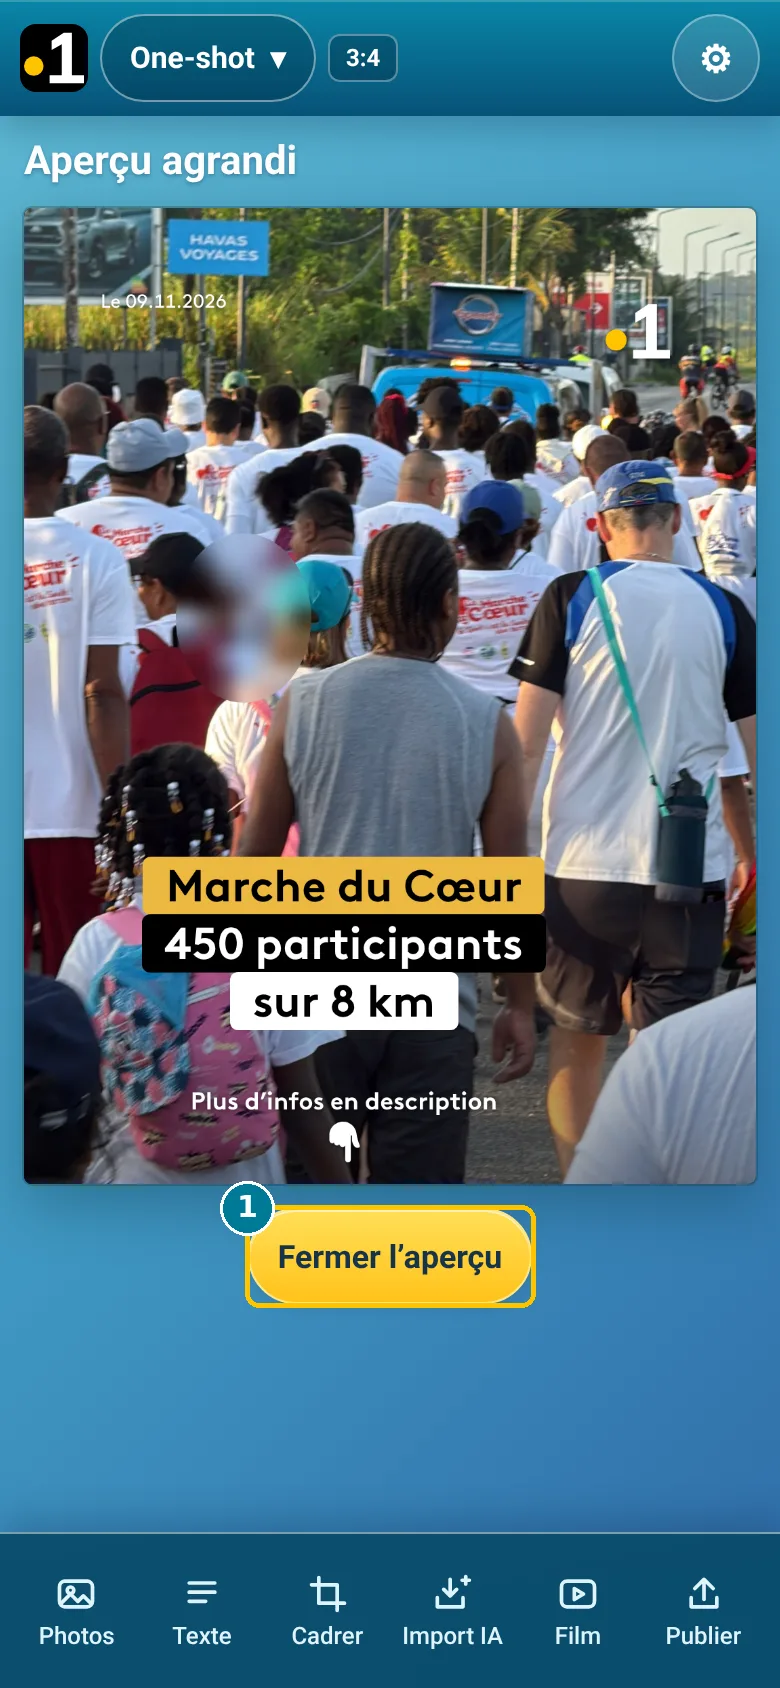 1
One-shot ▼
3:4
Aperçu agrandi
HAVAS
VOYAGES
Le 09.11.2026
1
Marche du Cœur
450 participants
sur 8 km
Plus d’infos en description
1
Fermer l’aperçu
Photos
Texte
Cadrer
Import IA
Film
Publier